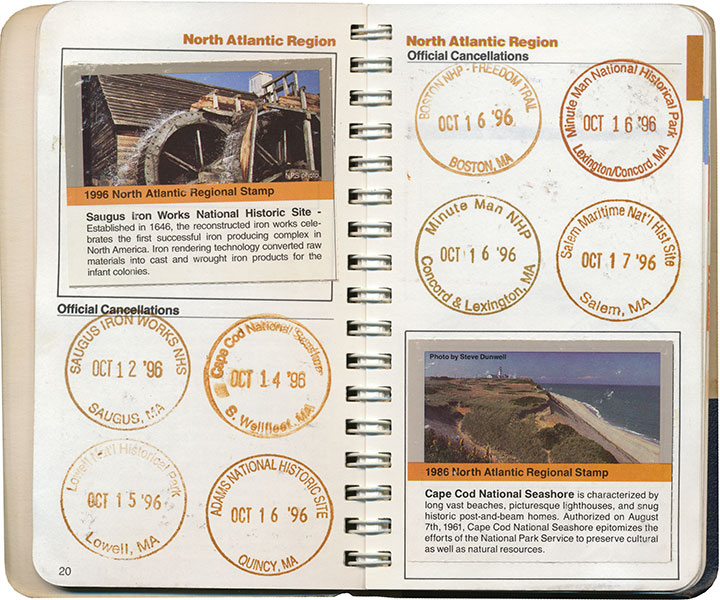 North Atlantic Region
NPS photo
1996 North Atlantic Regional Stamp
Saugus Iron Works National Historic Site -
Established in 1646, the reconstructed iron works cele-
brates the first successful iron producing complex in
North America. Iron rendering technology converted raw
materials into cast and wrought iron products for the
infant colonies.
Official Cancellations
SAUGUS IRON WORKS NHS
OCT 12 '96
SAUGUS, MA
Cape Cod National Seashore
OCT 14 '96
S. Wellfleet, MA
Lowell Nat'l Historical Park
OCT 15 '96
Lowell, MA
ADAMS NATIONAL HISTORIC SITE
OCT 16 '96
QUINCY, MA
20
North Atlantic Region
Official Cancellations
BOSTON NHP - FREEDOM TRAIL
OCT 16 '96
BOSTON, MA
Minute Man National Historical Park
OCT 16 '96
Lexington/Concord, MA
Minute Man NHP
OCT 16 '96
Concord & Lexington, MA
Salem Maritime Nat'l Hist Site
OCT 17 '96
Salem, MA
Photo by Steve Dunwell
1986 North Atlantic Regional Stamp
Cape Cod National Seashore is characterized by
long vast beaches, picturesque lighthouses, and snug
historic post-and-beam homes. Authorized on August
7th, 1961, Cape Cod National Seashore epitomizes the
efforts of the National Park Service to preserve cultural
as well as natural resources.